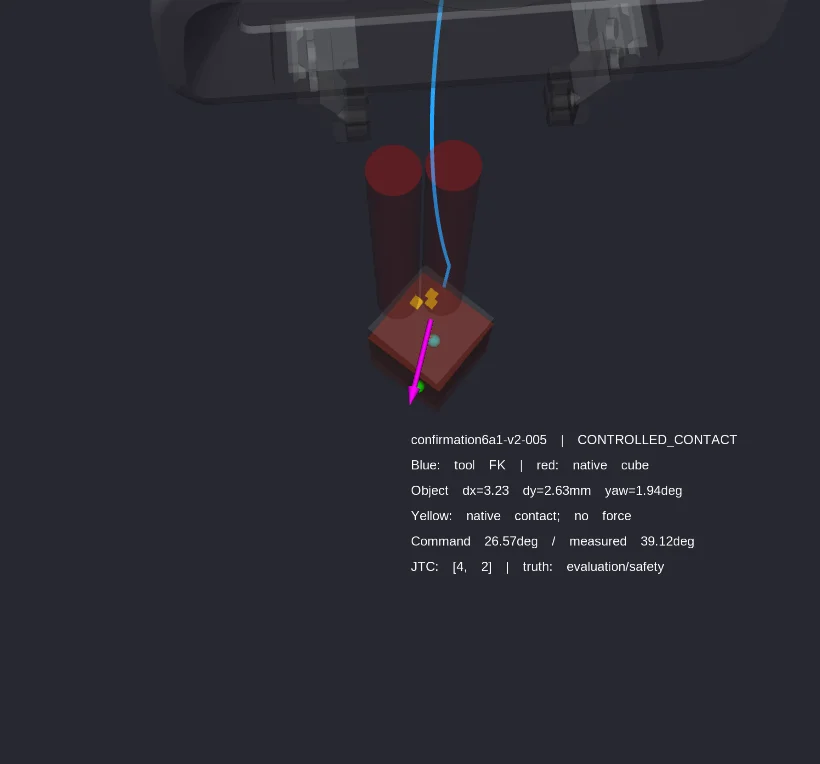 confirmation6a1-v2-005 | CONTROLLED_CONTACT
Blue: tool FK | red: native cube
Object dx=3.23 dy=2.63mm yaw=1.94deg
Yellow: native contact; no force
Command 26.57deg / measured 39.12deg
JTC: [4, 2] | truth: evaluation/safety